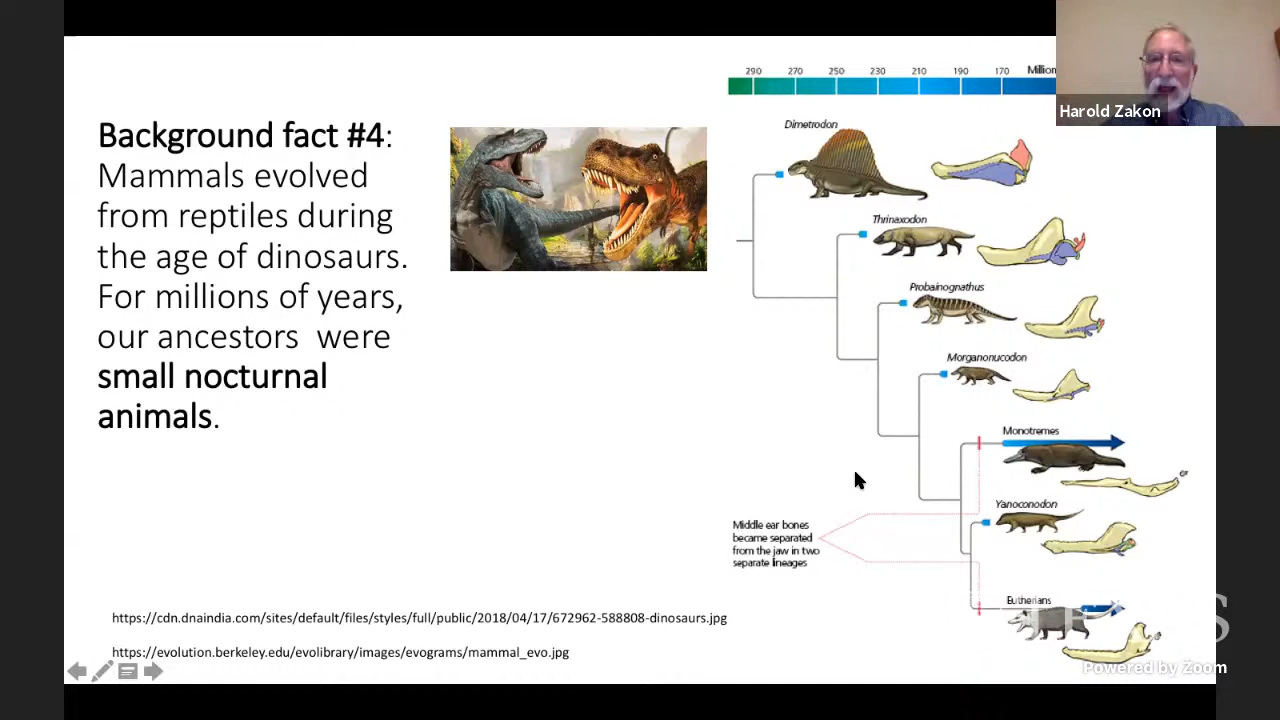 Harold Zakon
Background fact #4:
Mammals evolved
from reptiles during
the age of dinosaurs.
For millions of years,
our ancestors  were
small nocturnal
animals.
290 270 250 230 210 190 170 Million
Dimetrodon
Thrinaxodon
Probainognathus
Morganonucodon
Monotremes
Yanoconodon
Middle ear bones
became separated
from the jaw in two
separate lineages
Eutherians
https://cdn.dnaindia.com/sites/default/files/styles/full/public/2018/04/17/672962-588808-dinosaurs.jpg
https://evolution.berkeley.edu/evolibrary/images/evograms/mammal_evo.jpg
Powered by Zoom